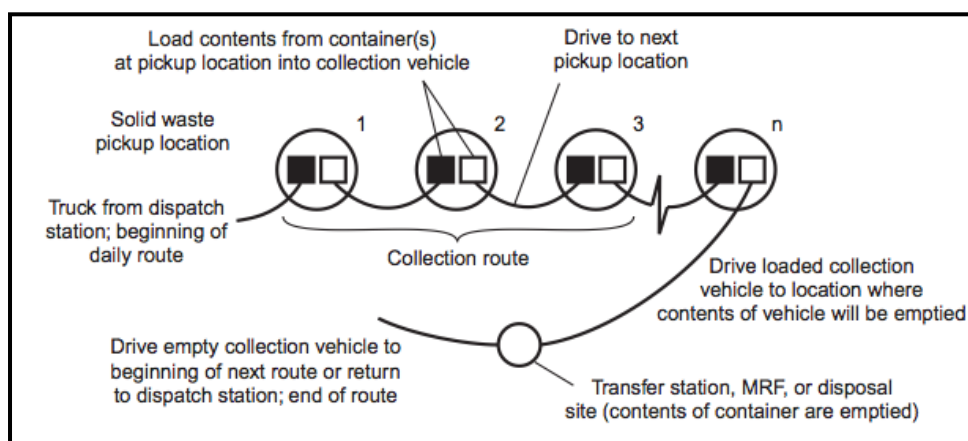 Load contents from container(s)
at pickup location into collection vehicle
Drive to next
pickup location
Solid waste
pickup location
1
2
3
n
Truck from dispatch
station; beginning of
daily route
Collection route
Drive loaded collection
vehicle to location where
contents of vehicle will be emptied
Drive empty collection vehicle to
beginning of next route or return
to dispatch station; end of route
Transfer station, MRF, or disposal
site (contents of container are emptied)